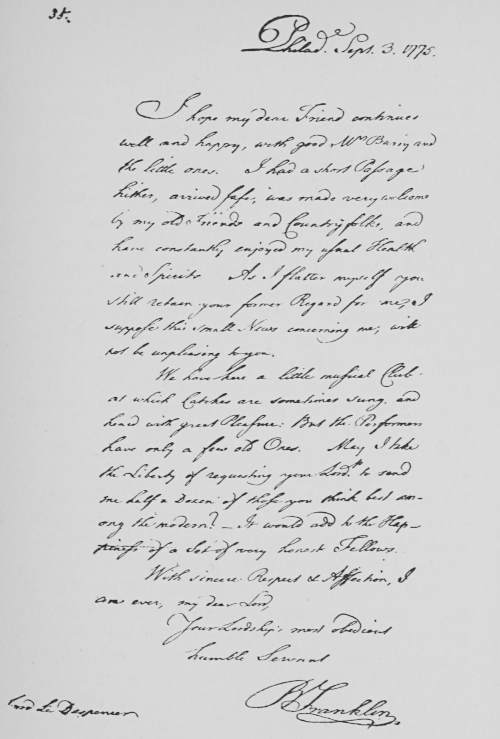 35.
Philad.ᵃ Sept. 3. 1775.
I hope my dear Friend continues
well and happy, with good Mʳˢ Barry and
the little ones. I had a short Passage
hither, arrived safe, was made very welcome
by my old Friends and Countryfolks, and
have constantly enjoyed my usual Health
and Spirits. As I flatter myself you
still retain your former Regard for me, I
suppose this small News concerning me, will
not be unpleasing to you.
We have here a little musical Club
at which Catches are sometimes sung, and
heard with great Pleasure: But the Performers
have only a few old Ones. May I take
the Liberty of requesting your Lordᵖ to send
me half a Dozen of those you think best am-
ong the modern? — It would add to the Hap-
piness of a Set of very honest Fellows.
With sincere Respect & Affection, I
am ever, my dear Lord,
Your Lordship's most obedient
humble Servant
B Franklin
Lord Le Despencer